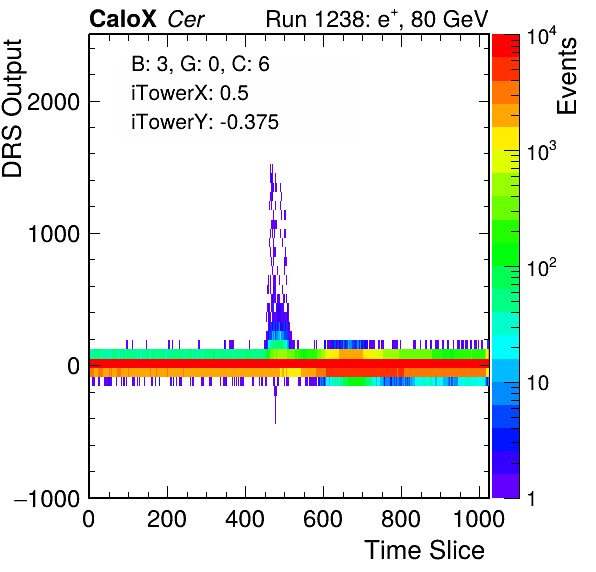 CaloX Cer
Run 1238: e⁺, 80 GeV
B: 3, G: 0, C: 6
iTowerX: 0.5
iTowerY: -0.375
DRS Output
2000
1000
0
−1000
0 200 400 600 800 1000
Time Slice
Events
10⁴
10³
10²
10
1